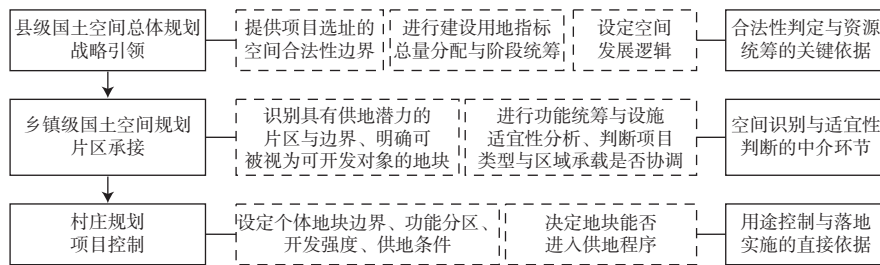 县级国土空间总体规划
战略引领
提供项目选址的
空间合法性边界
进行建设用地指标
总量分配与阶段统筹
设定空间
发展逻辑
合法性判定与资源
统筹的关键依据
乡镇级国土空间规划
片区承接
识别具有供地潜力的
片区与边界、明确可
被视为可开发对象的地块
进行功能统筹与设施
适宜性分析、判断项目
类型与区域承载是否协调
空间识别与适宜性
判断的中介环节
村庄规划
项目控制
设定个体地块边界、功能分区、
开发强度、供地条件
决定地块能否
进入供地程序
用途控制与落地
实施的直接依据